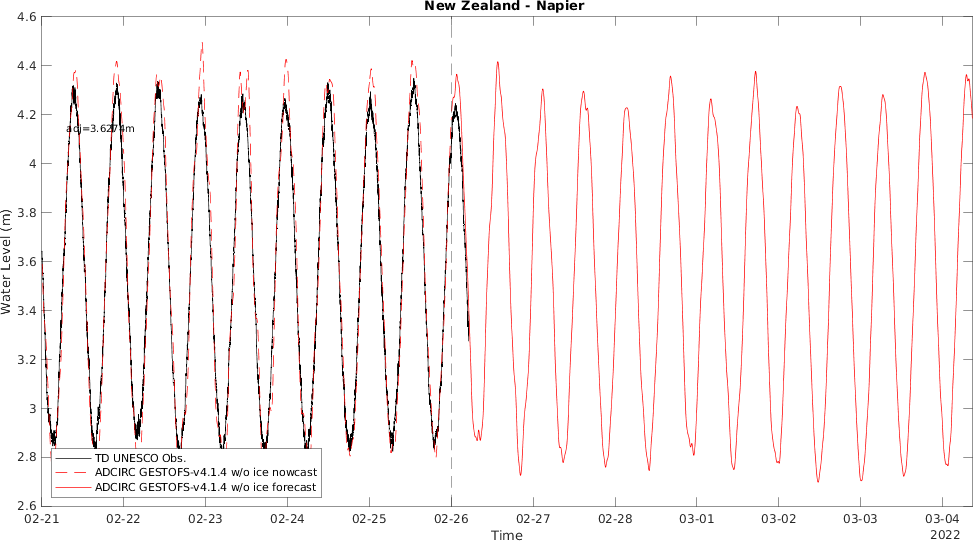 New Zealand - Napier
4.6
4.4
4.2
4
3.8
3.6
3.4
3.2
3
2.8
2.6
Water Level (m)
adj=3.6274m
TD UNESCO Obs.
ADCIRC GESTOFS-v4.1.4 w/o ice nowcast
ADCIRC GESTOFS-v4.1.4 w/o ice forecast
02-21 02-22 02-23 02-24 02-25 02-26 02-27 02-28 03-01 03-02 03-03 03-04
Time 2022